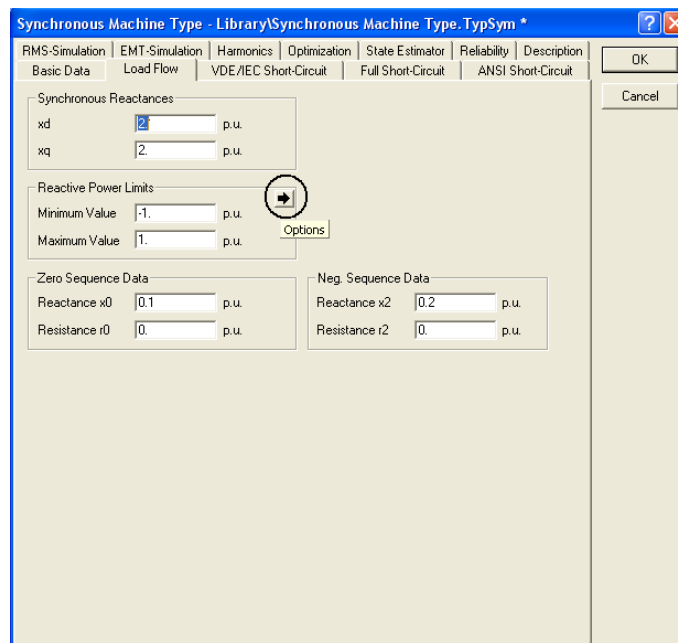 Synchronous Machine Type - Library\Synchronous Machine Type.TypSym *
RMS-Simulation EMT-Simulation Harmonics Optimization State Estimator Reliability Description
Basic Data Load Flow VDE/IEC Short-Circuit Full Short-Circuit ANSI Short-Circuit
OK
Cancel
Synchronous Reactances
xd 2. p.u.
xq 2. p.u.
Reactive Power Limits
Minimum Value -1. p.u.
Options
Maximum Value 1. p.u.
Zero Sequence Data
Reactance x0 0.1 p.u.
Resistance r0 0. p.u.
Neg. Sequence Data
Reactance x2 0.2 p.u.
Resistance r2 0. p.u.